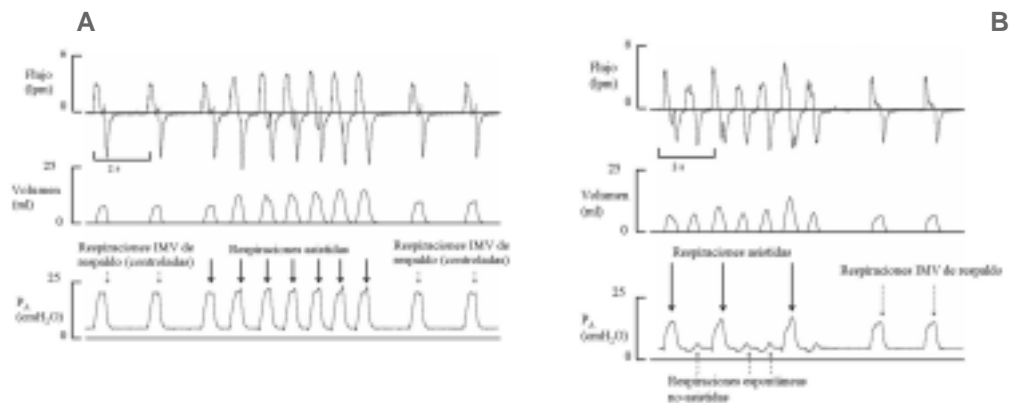 A
8
Flujo
(lpm)
0
2 s
25
Volumen
(ml)
0
Respiraciones IMV de
respaldo (controladas)
Respiraciones asistidas
Respiraciones IMV de
respaldo (controladas)
25
PA
(cmH2O)
0
B
8
Flujo
(lpm)
0
25
Volumen
(ml)
0
Respiraciones asistidas
Respiraciones IMV de respaldo
25
PA
(cmH2O)
0
Respiraciones espontáneas
no-asistidas